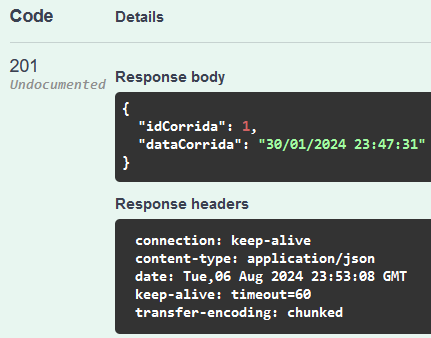 Code Details
201
Undocumented
Response body
{
"idCorrida": 1,
"dataCorrida": "30/01/2024 23:47:31"
}
Response headers
connection: keep-alive
content-type: application/json
date: Tue,06 Aug 2024 23:53:08 GMT
keep-alive: timeout=60
transfer-encoding: chunked